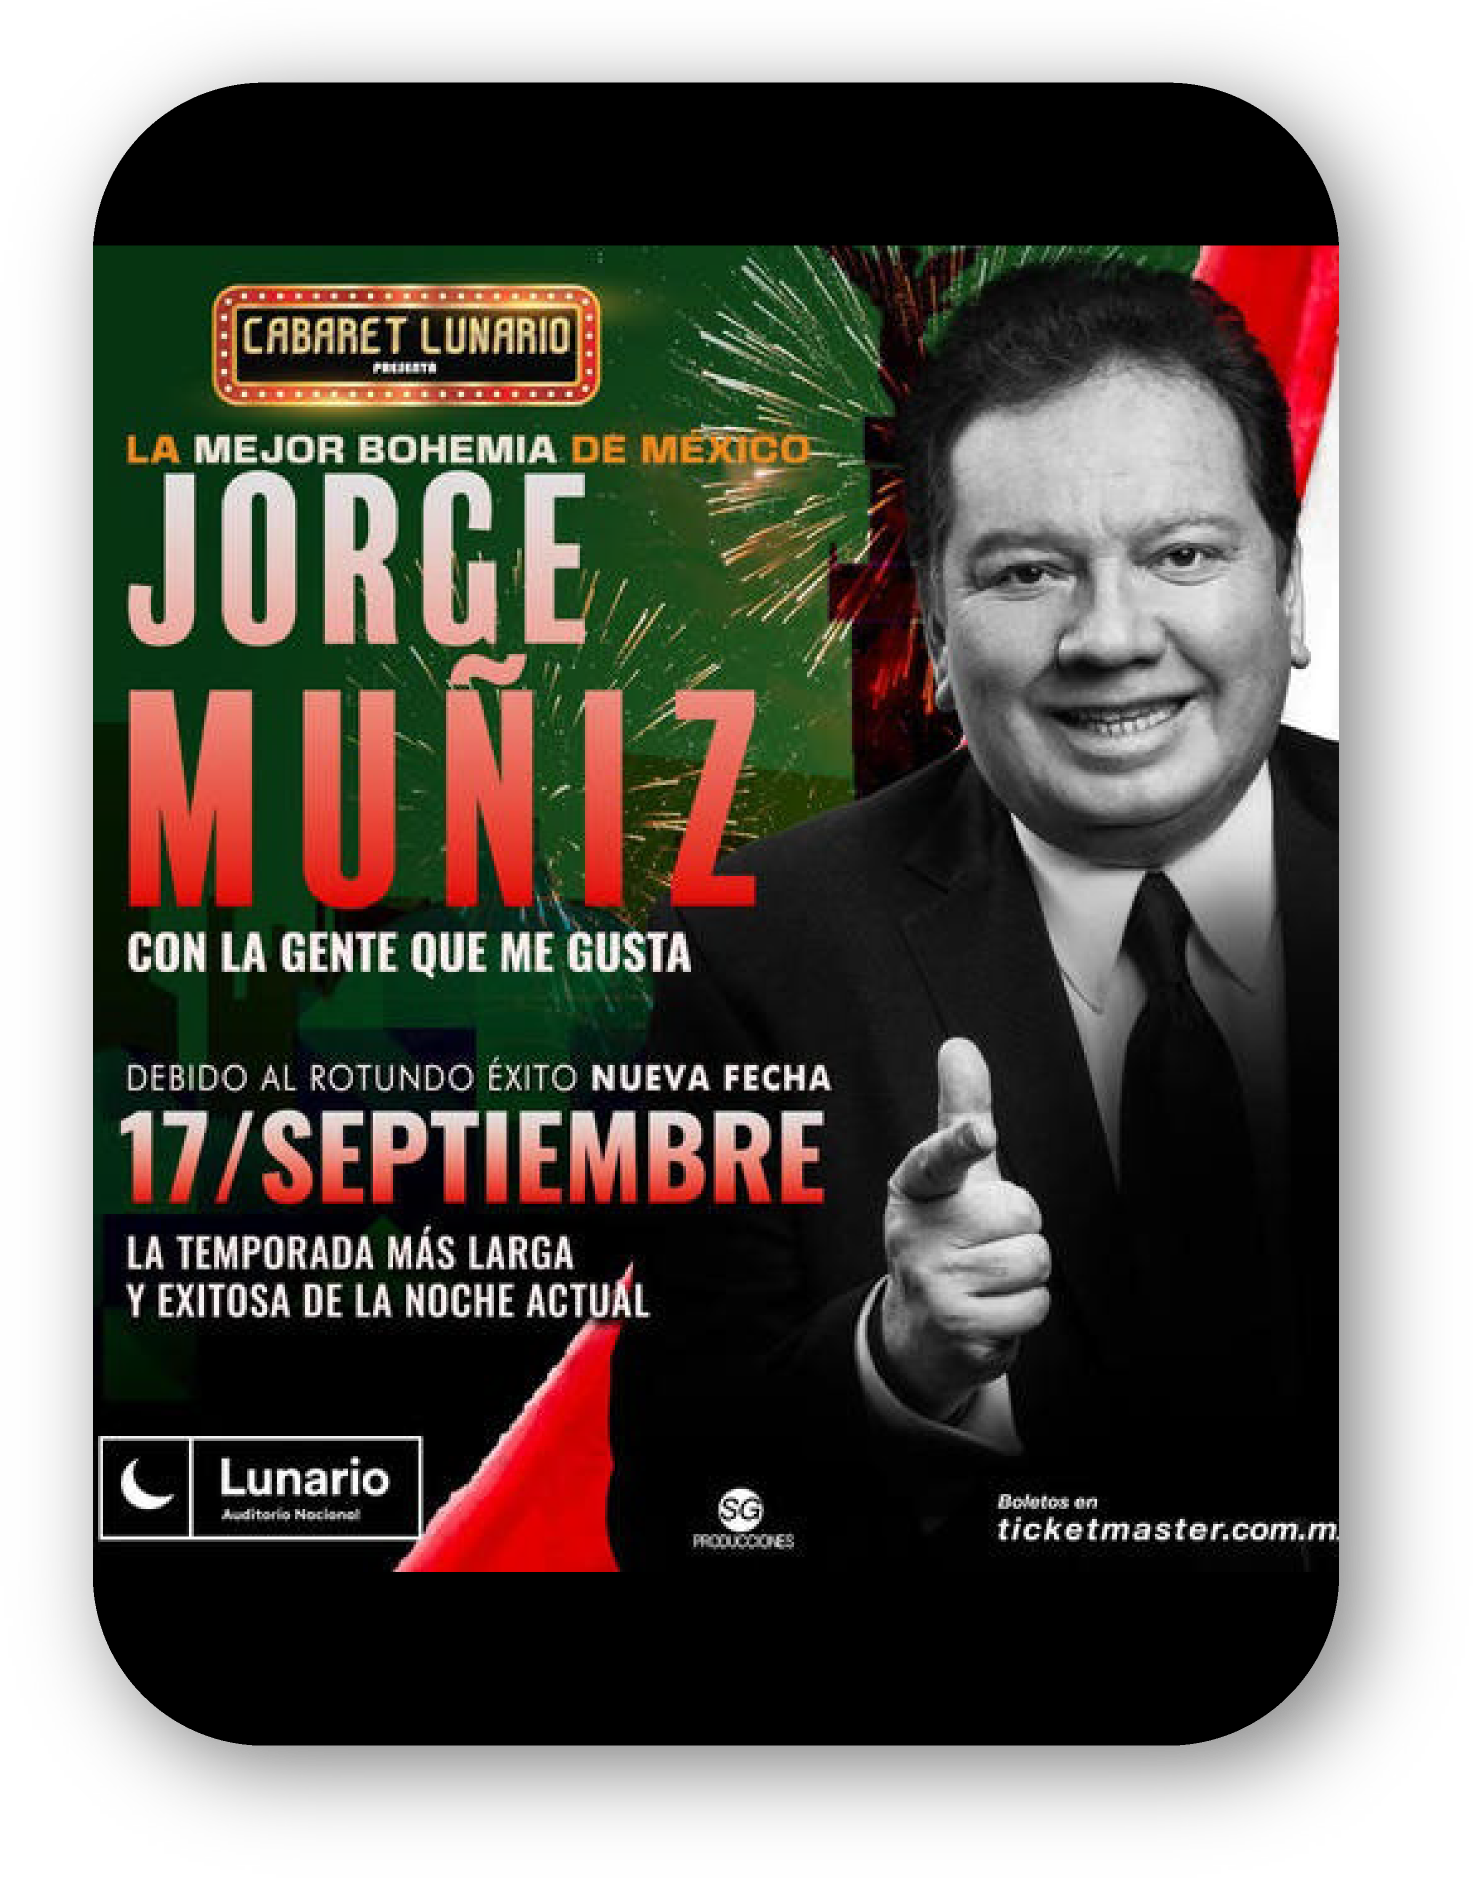 CABARET LUNARIO
PRESENTA
LA MEJOR BOHEMIA DE MÉXICO
JORGE
MUÑIZ
CON LA GENTE QUE ME GUSTA
DEBIDO AL ROTUNDO ÉXITO NUEVA FECHA
17/SEPTIEMBRE
LA TEMPORADA MÁS LARGA
Y EXITOSA DE LA NOCHE ACTUAL
Lunario
Auditorio Nacional
SG
PRODUCCIONES
Boletos en
ticketmaster.com.m